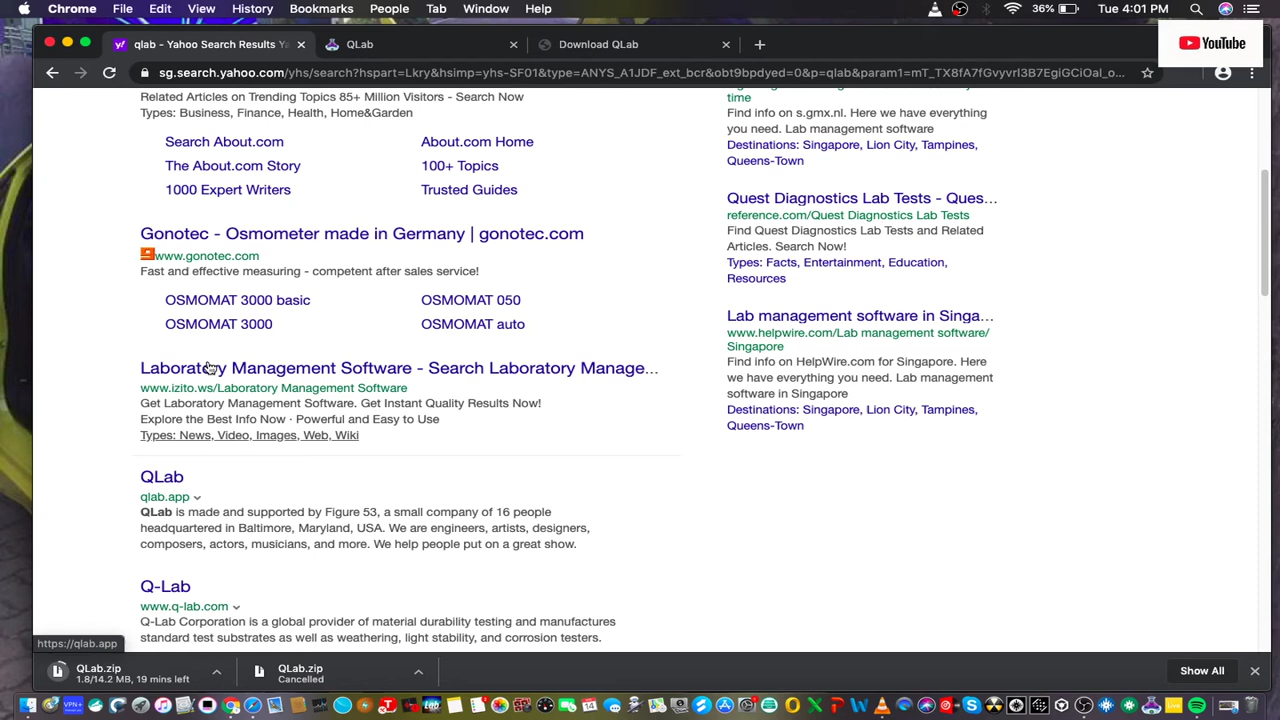 Chrome File Edit View History Bookmarks People Tab Window Help 36% Tue 4:01 PM
YouTube
qlab - Yahoo Search Results Ya QLab Download QLab
sg.search.yahoo.com/yhs/search?hspart=Lkry&hsimp=yhs-SF01&type=ANYS_A1JDF_ext_bcr&obt9bpdyed=0&p=qlab&param1=mT_TX8fA7fGvyvrI3B7EgiGCiOal_o...
Related Articles on Trending Topics 85+ Million Visitors - Search Now
Types: Business, Finance, Health, Home&Garden
Search About.com About.com Home
The About.com Story 100+ Topics
1000 Expert Writers Trusted Guides
Gonotec - Osmometer made in Germany | gonotec.com
www.gonotec.com
Fast and effective measuring - competent after sales service!
OSMOMAT 3000 basic OSMOMAT 050
OSMOMAT 3000 OSMOMAT auto
Laboratory Management Software - Search Laboratory Manage...
www.izito.ws/Laboratory Management Software
Get Laboratory Management Software. Get Instant Quality Results Now!
Explore the Best Info Now · Powerful and Easy to Use
Types: News, Video, Images, Web, Wiki
QLab
qlab.app
QLab is made and supported by Figure 53, a small company of 16 people
headquartered in Baltimore, Maryland, USA. We are engineers, artists, designers,
composers, actors, musicians, and more. We help people put on a great show.
Q-Lab
www.q-lab.com
Q-Lab Corporation is a global provider of material durability testing and manufactures
standard test substrates as well as weathering, light stability, and corrosion testers.
time
Find info on s.gmx.nl. Here we have everything
you need. Lab management software
Destinations: Singapore, Lion City, Tampines,
Queens-Town
Quest Diagnostics Lab Tests - Ques...
reference.com/Quest Diagnostics Lab Tests
Find Quest Diagnostics Lab Tests and Related
Articles. Search Now!
Types: Facts, Entertainment, Education,
Resources
Lab management software in Singa...
www.helpwire.com/Lab management software/
Singapore
Find info on HelpWire.com for Singapore. Here
we have everything you need. Lab management
software in Singapore
Destinations: Singapore, Lion City, Tampines,
Queens-Town
https://qlab.app
QLab.zip QLab.zip Show All
1.8/14.2 MB, 19 mins left Cancelled